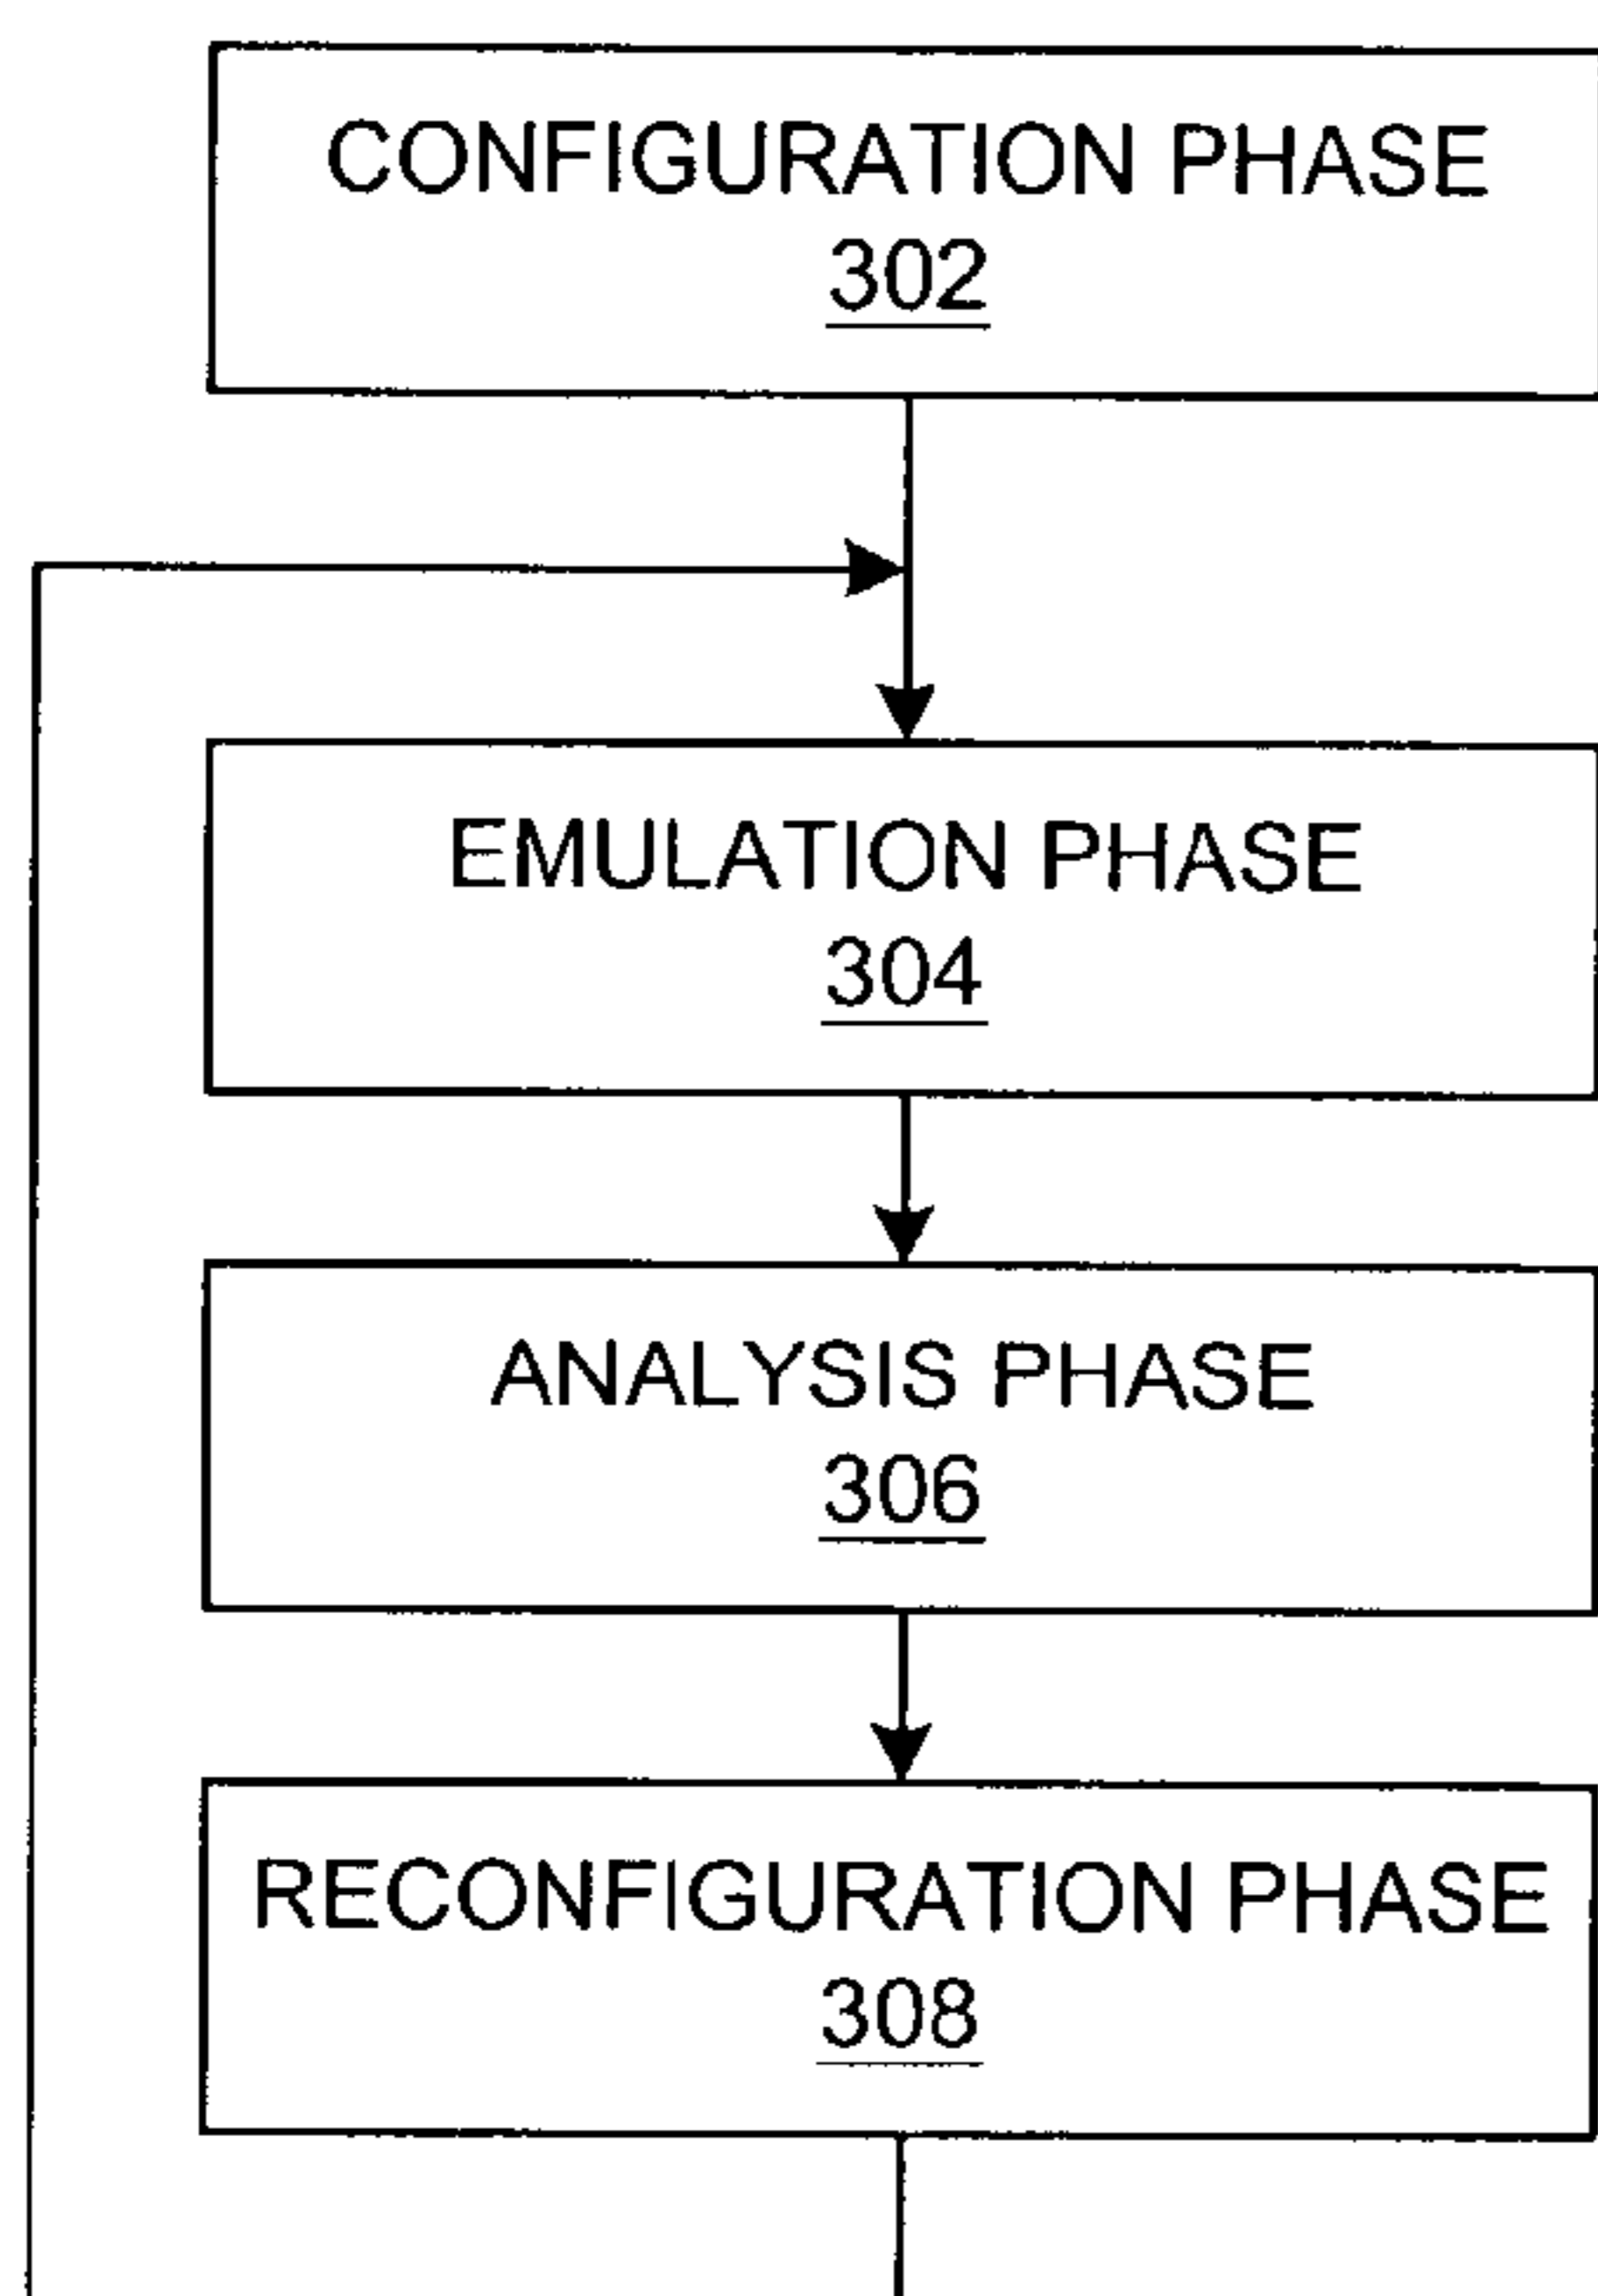 CONFIGURATION PHASE
302
EMULATION PHASE
304
ANALYSIS PHASE
306
RECONFIGURATION PHASE
308